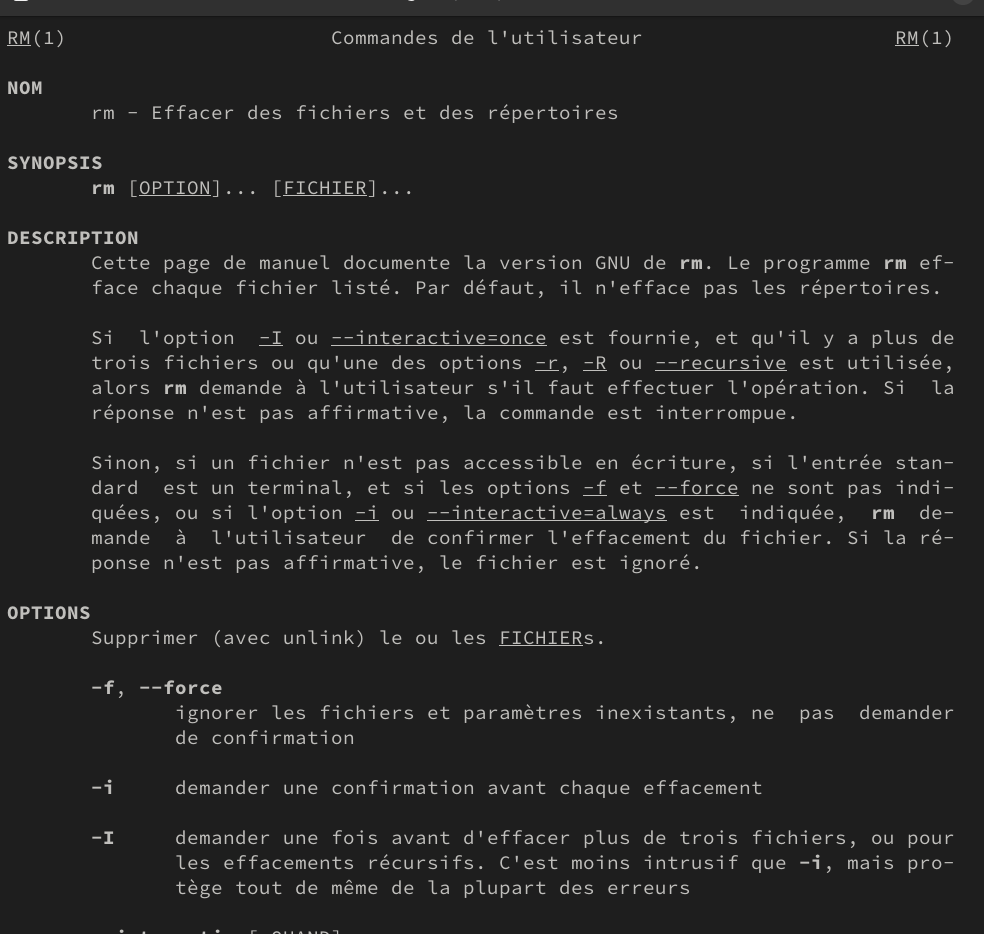 RM(1) Commandes de l'utilisateur RM(1)
NOM
rm - Effacer des fichiers et des répertoires
SYNOPSIS
rm [OPTION]... [FICHIER]...
DESCRIPTION
Cette page de manuel documente la version GNU de rm. Le programme rm ef-
face chaque fichier listé. Par défaut, il n'efface pas les répertoires.
Si l'option -I ou --interactive=once est fournie, et qu'il y a plus de
trois fichiers ou qu'une des options -r, -R ou --recursive est utilisée,
alors rm demande à l'utilisateur s'il faut effectuer l'opération. Si la
réponse n'est pas affirmative, la commande est interrompue.
Sinon, si un fichier n'est pas accessible en écriture, si l'entrée stan-
dard est un terminal, et si les options -f et --force ne sont pas indi-
quées, ou si l'option -i ou --interactive=always est indiquée, rm de-
mande à l'utilisateur de confirmer l'effacement du fichier. Si la ré-
ponse n'est pas affirmative, le fichier est ignoré.
OPTIONS
Supprimer (avec unlink) le ou les FICHIERs.
-f, --force
ignorer les fichiers et paramètres inexistants, ne pas demander
de confirmation
-i demander une confirmation avant chaque effacement
-I demander une fois avant d'effacer plus de trois fichiers, ou pour
les effacements récursifs. C'est moins intrusif que -i, mais pro-
tège tout de même de la plupart des erreurs